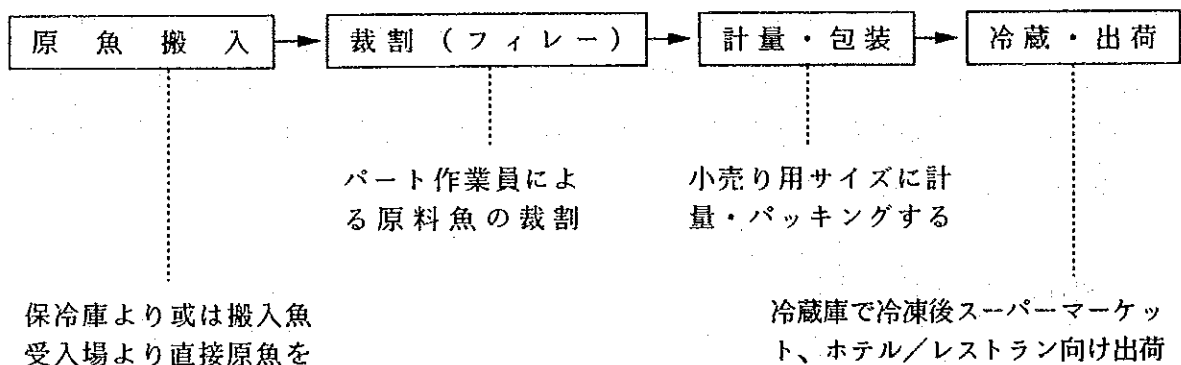 原魚搬入
裁割(フィレー)
計量・包装
冷蔵・出荷
パート作業員によ
る原料魚の裁割
小売り用サイズに計
量・パッキングする
保冷庫より或は搬入魚
受入場より直接原魚を
冷蔵庫で冷凍後スーパーマーケッ
ト、ホテル/レストラン向け出荷